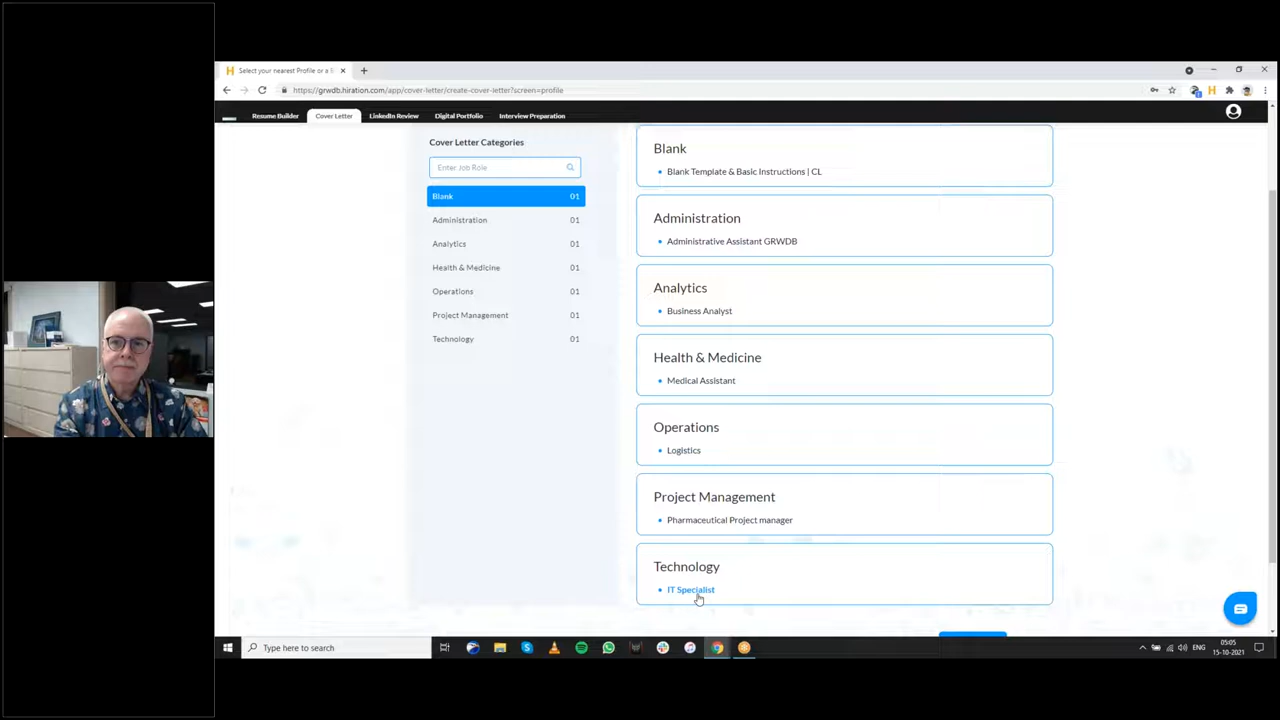 Select your nearest Profile or a
https://grwdb.hiration.com/app/cover-letter/create-cover-letter?screen=profile
Resume Builder Cover Letter LinkedIn Review Digital Portfolio Interview Preparation
Cover Letter Categories
Enter Job Role
Blank 01
Administration 01
Analytics 01
Health & Medicine 01
Operations 01
Project Management 01
Technology 01
Blank
Blank Template & Basic Instructions | CL
Administration
Administrative Assistant GRWDB
Analytics
Business Analyst
Health & Medicine
Medical Assistant
Operations
Logistics
Project Management
Pharmaceutical Project manager
Technology
IT Specialist
Type here to search
ENG
05:05
15-10-2021